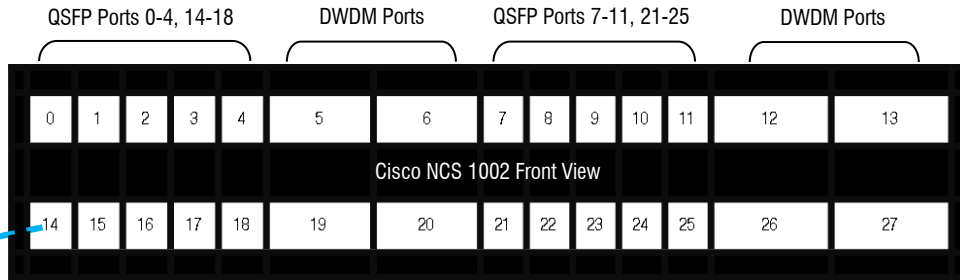 QSFP Ports 0-4, 14-18 DWDM Ports QSFP Ports 7-11, 21-25 DWDM Ports
0 1 2 3 4 5 6 7 8 9 10 11 12 13
Cisco NCS 1002 Front View
14 15 16 17 18 19 20 21 22 23 24 25 26 27